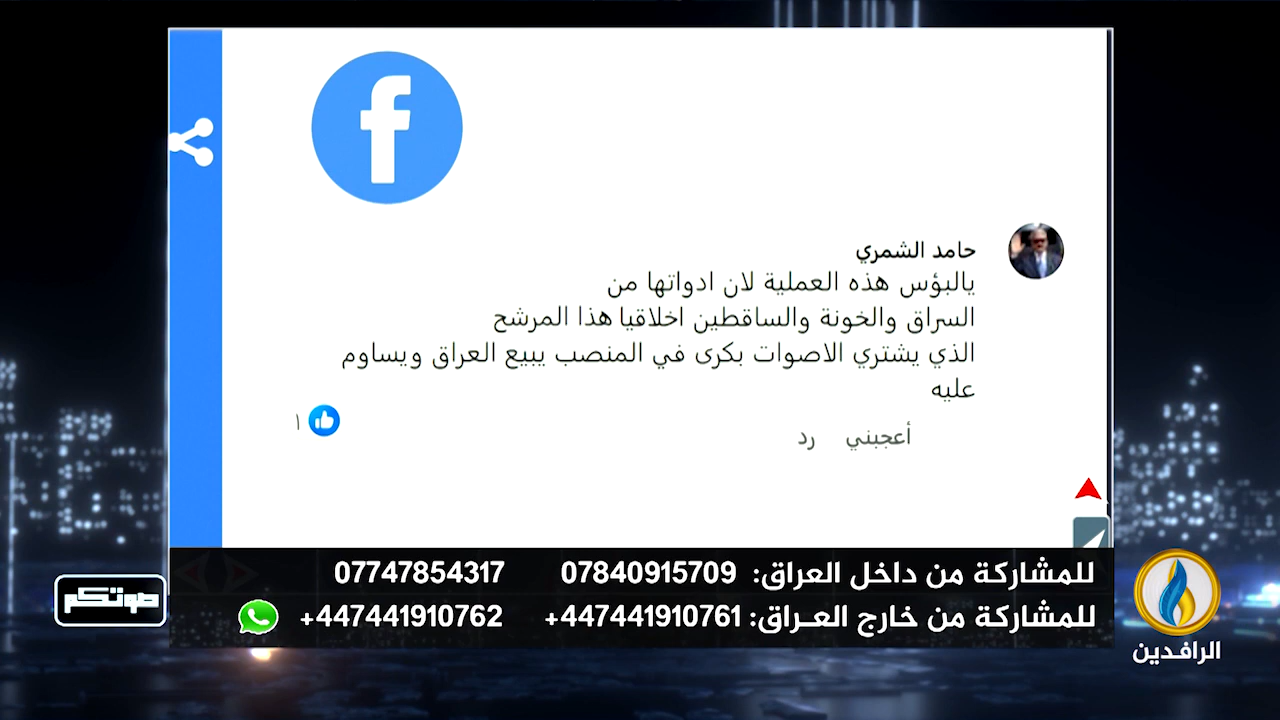 f
حامد الشمري
يالبؤس هذه العملية لان ادواتها من
السراق والخونة والساقطين اخلاقيا هذا المرشح
الذي يشتري الاصوات بكرى في المنصب يبيع العراق ويساوم
عليه
١
أعجبني رد
للمشاركة من داخل العراق: 07840915709 07747854317
للمشاركة من خارج العـراق: 447441910761+ 447441910762+
صوتكم
الرافدين